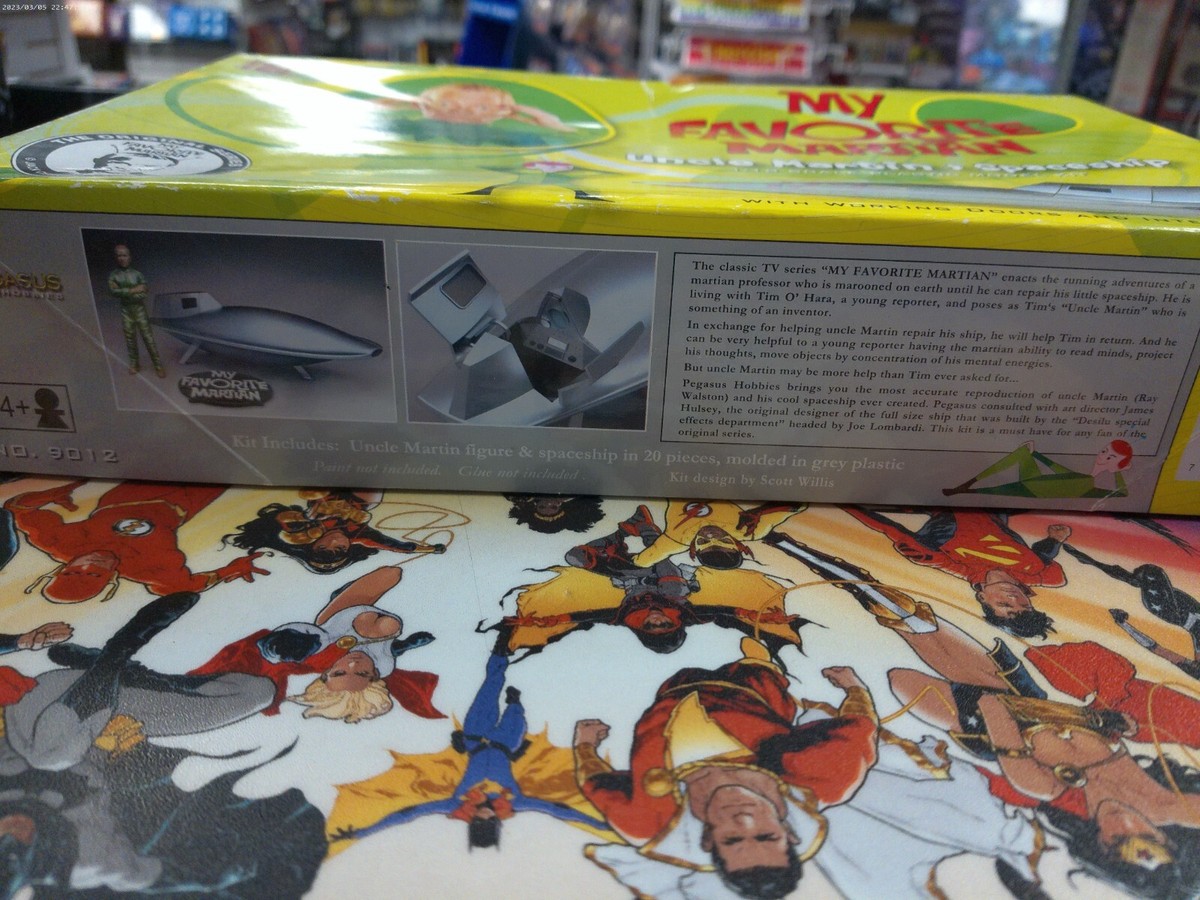 2023/03/05 22:47
THE ORIGINAL
MY
FAVORITE
MARTIAN
Uncle Martin's Spaceship
WITH WORKING DOORS AND
MY
FAVORITE
MARTIAN
4+
NO. 9012
The classic TV series "MY FAVORITE MARTIAN" enacts the running adventures of a
martian professor who is marooned on earth until he can repair his little spaceship. He is
living with Tim O' Hara, a young reporter, and poses as Tim's "Uncle Martin" who is
something of an inventor.
In exchange for helping uncle Martin repair his ship, he will help Tim in return. And he
can be very helpful to a young reporter having the martian ability to read minds, project
his thoughts, move objects by concentration of his mental energies.
But uncle Martin may be more help than Tim ever asked for...
Pegasus Hobbies brings you the most accurate reproduction of uncle Martin (Ray
Walston) and his cool spaceship ever created. Pegasus consulted with art director James
Hulsey, the original designer of the full size ship that was built by the "Desilu special
effects department" headed by Joe Lombardi. This kit is a must have for any fan of the
original series.
Kit Includes: Uncle Martin figure & spaceship in 20 pieces, molded in grey plastic
Paint not included. Glue not included.
Kit design by Scott Willis